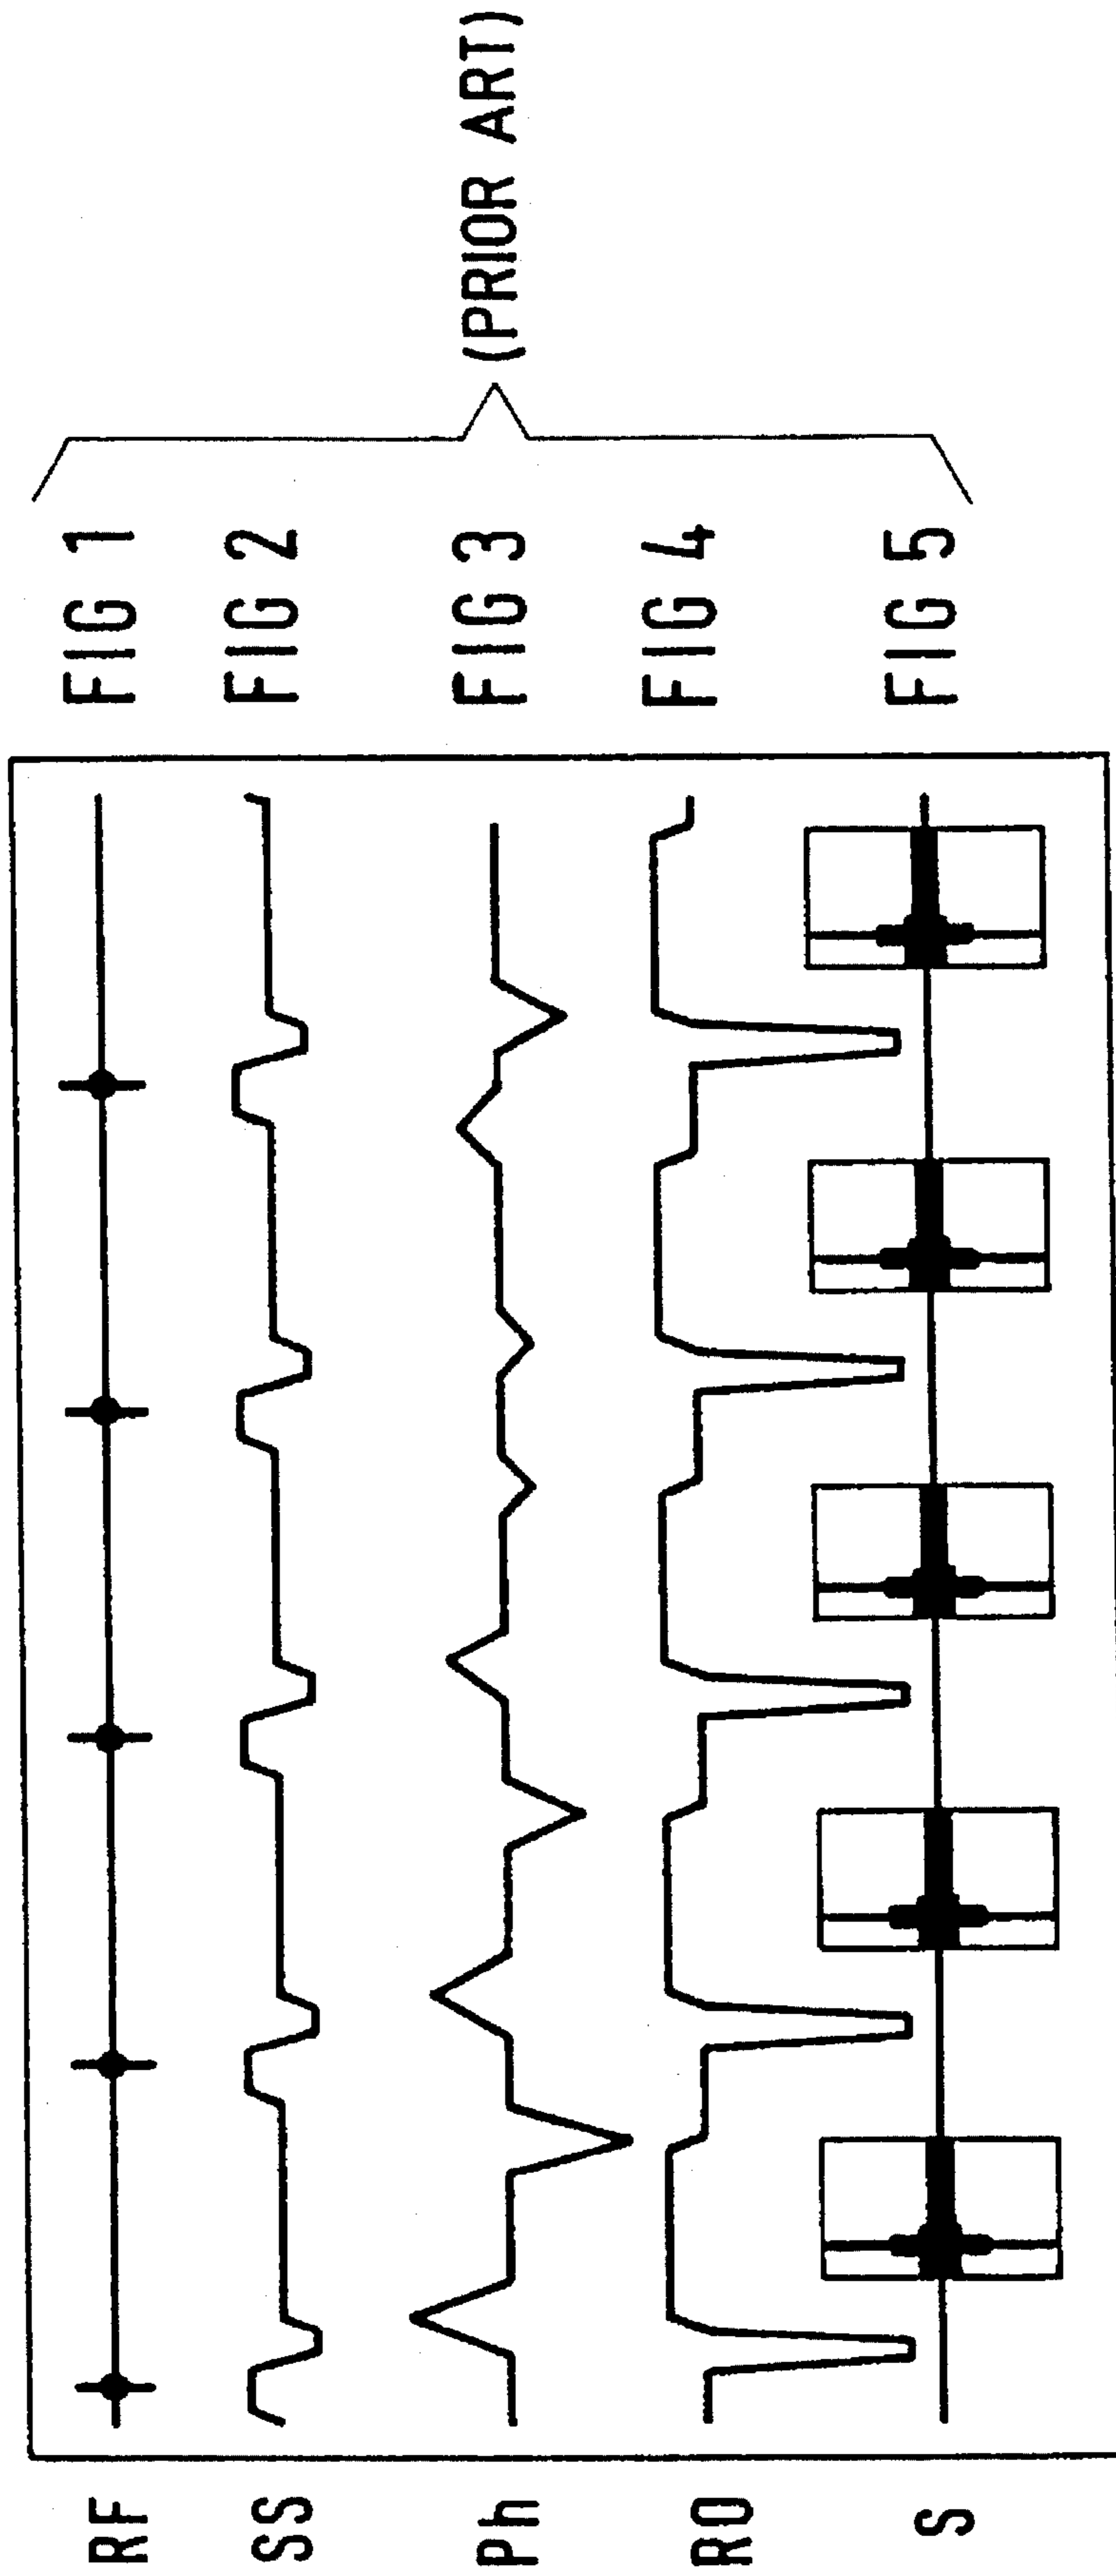 RF FIG 1
SS FIG 2
Ph FIG 3 (PRIOR ART)
RO FIG 4
S FIG 5